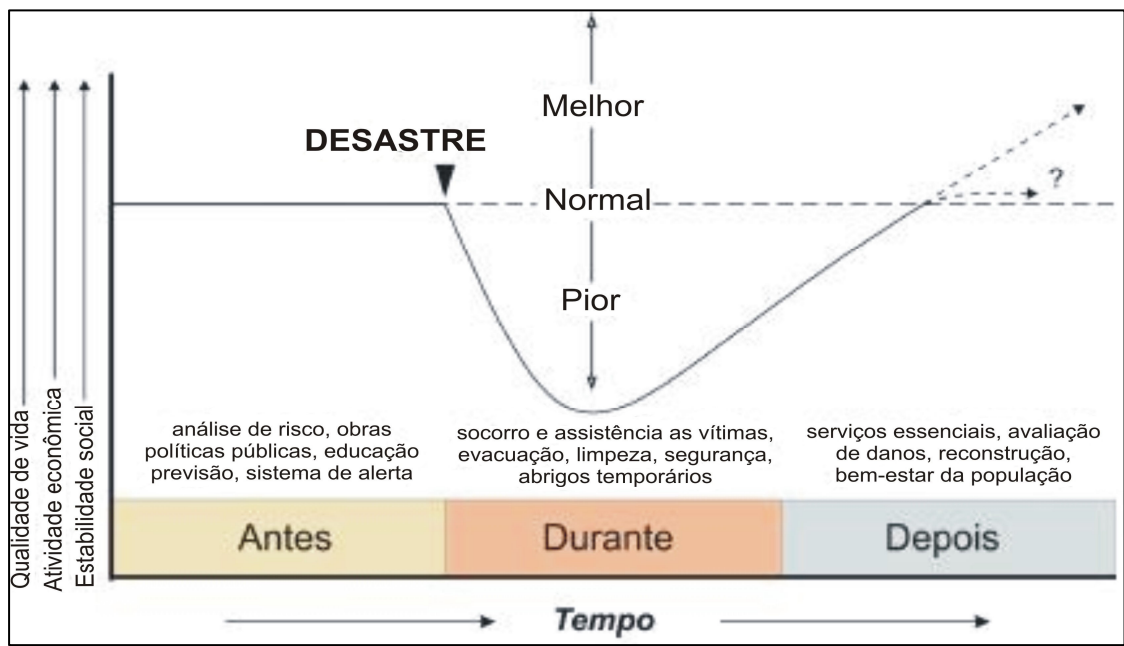 Melhor
DESASTRE
Normal
?
Pior
Qualidade de vida
Atividade econômica
Estabilidade social
análise de risco, obras
políticas públicas, educação
previsão, sistema de alerta
socorro e assistência as vítimas,
evacuação, limpeza, segurança,
abrigos temporários
serviços essenciais, avaliação
de danos, reconstrução,
bem-estar da população
Antes
Durante
Depois
Tempo